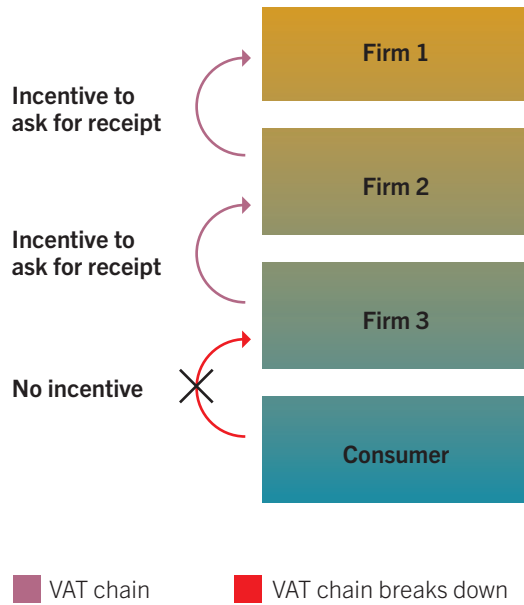 Firm 1
Incentive to
ask for receipt
Firm 2
Incentive to
ask for receipt
Firm 3
No incentive
Consumer
VAT chain
VAT chain breaks down